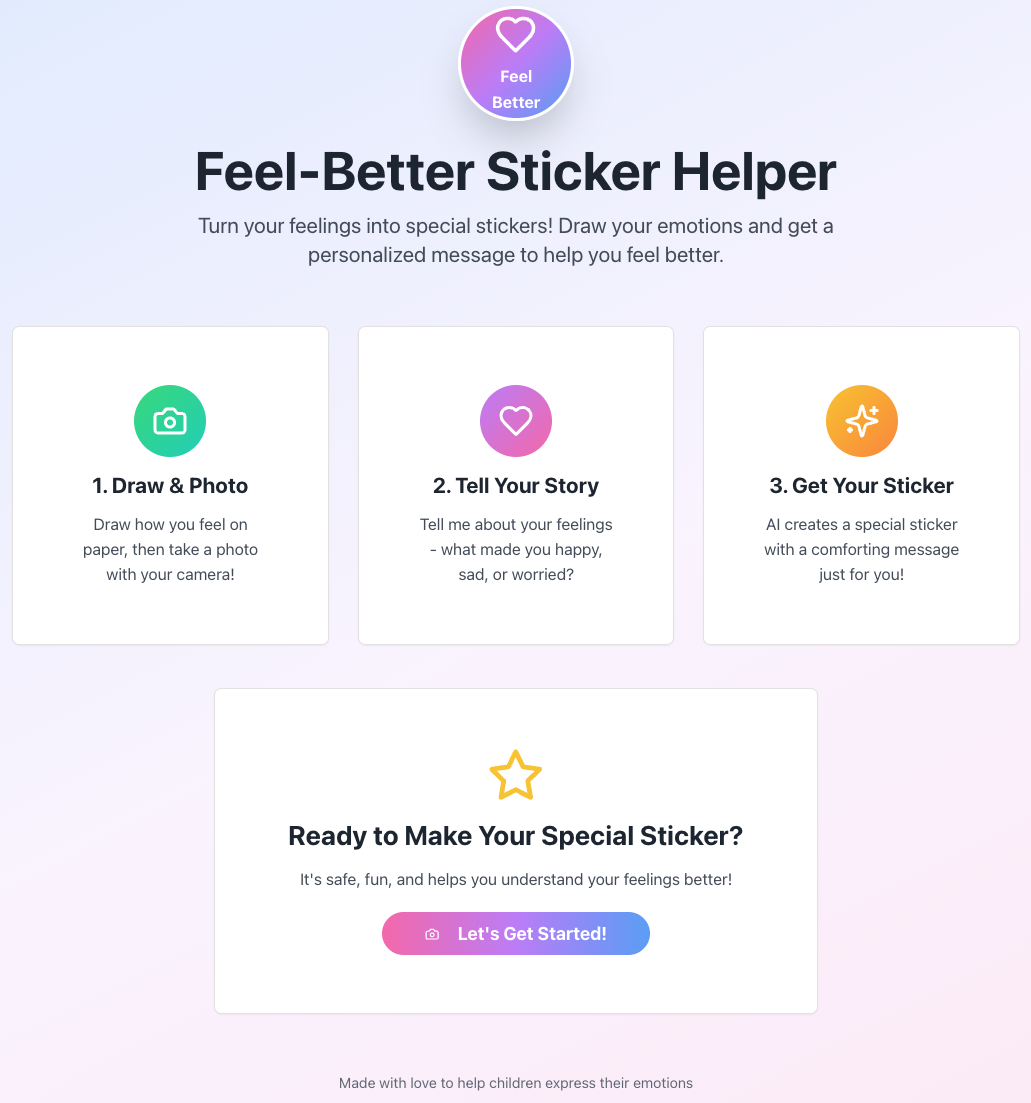 Feel
Better
Feel-Better Sticker Helper
Turn your feelings into special stickers! Draw your emotions and get a
personalized message to help you feel better.
1. Draw & Photo
Draw how you feel on
paper, then take a photo
with your camera!
2. Tell Your Story
Tell me about your feelings
- what made you happy,
sad, or worried?
3. Get Your Sticker
AI creates a special sticker
with a comforting message
just for you!
Ready to Make Your Special Sticker?
It's safe, fun, and helps you understand your feelings better!
Let's Get Started!
Made with love to help children express their emotions